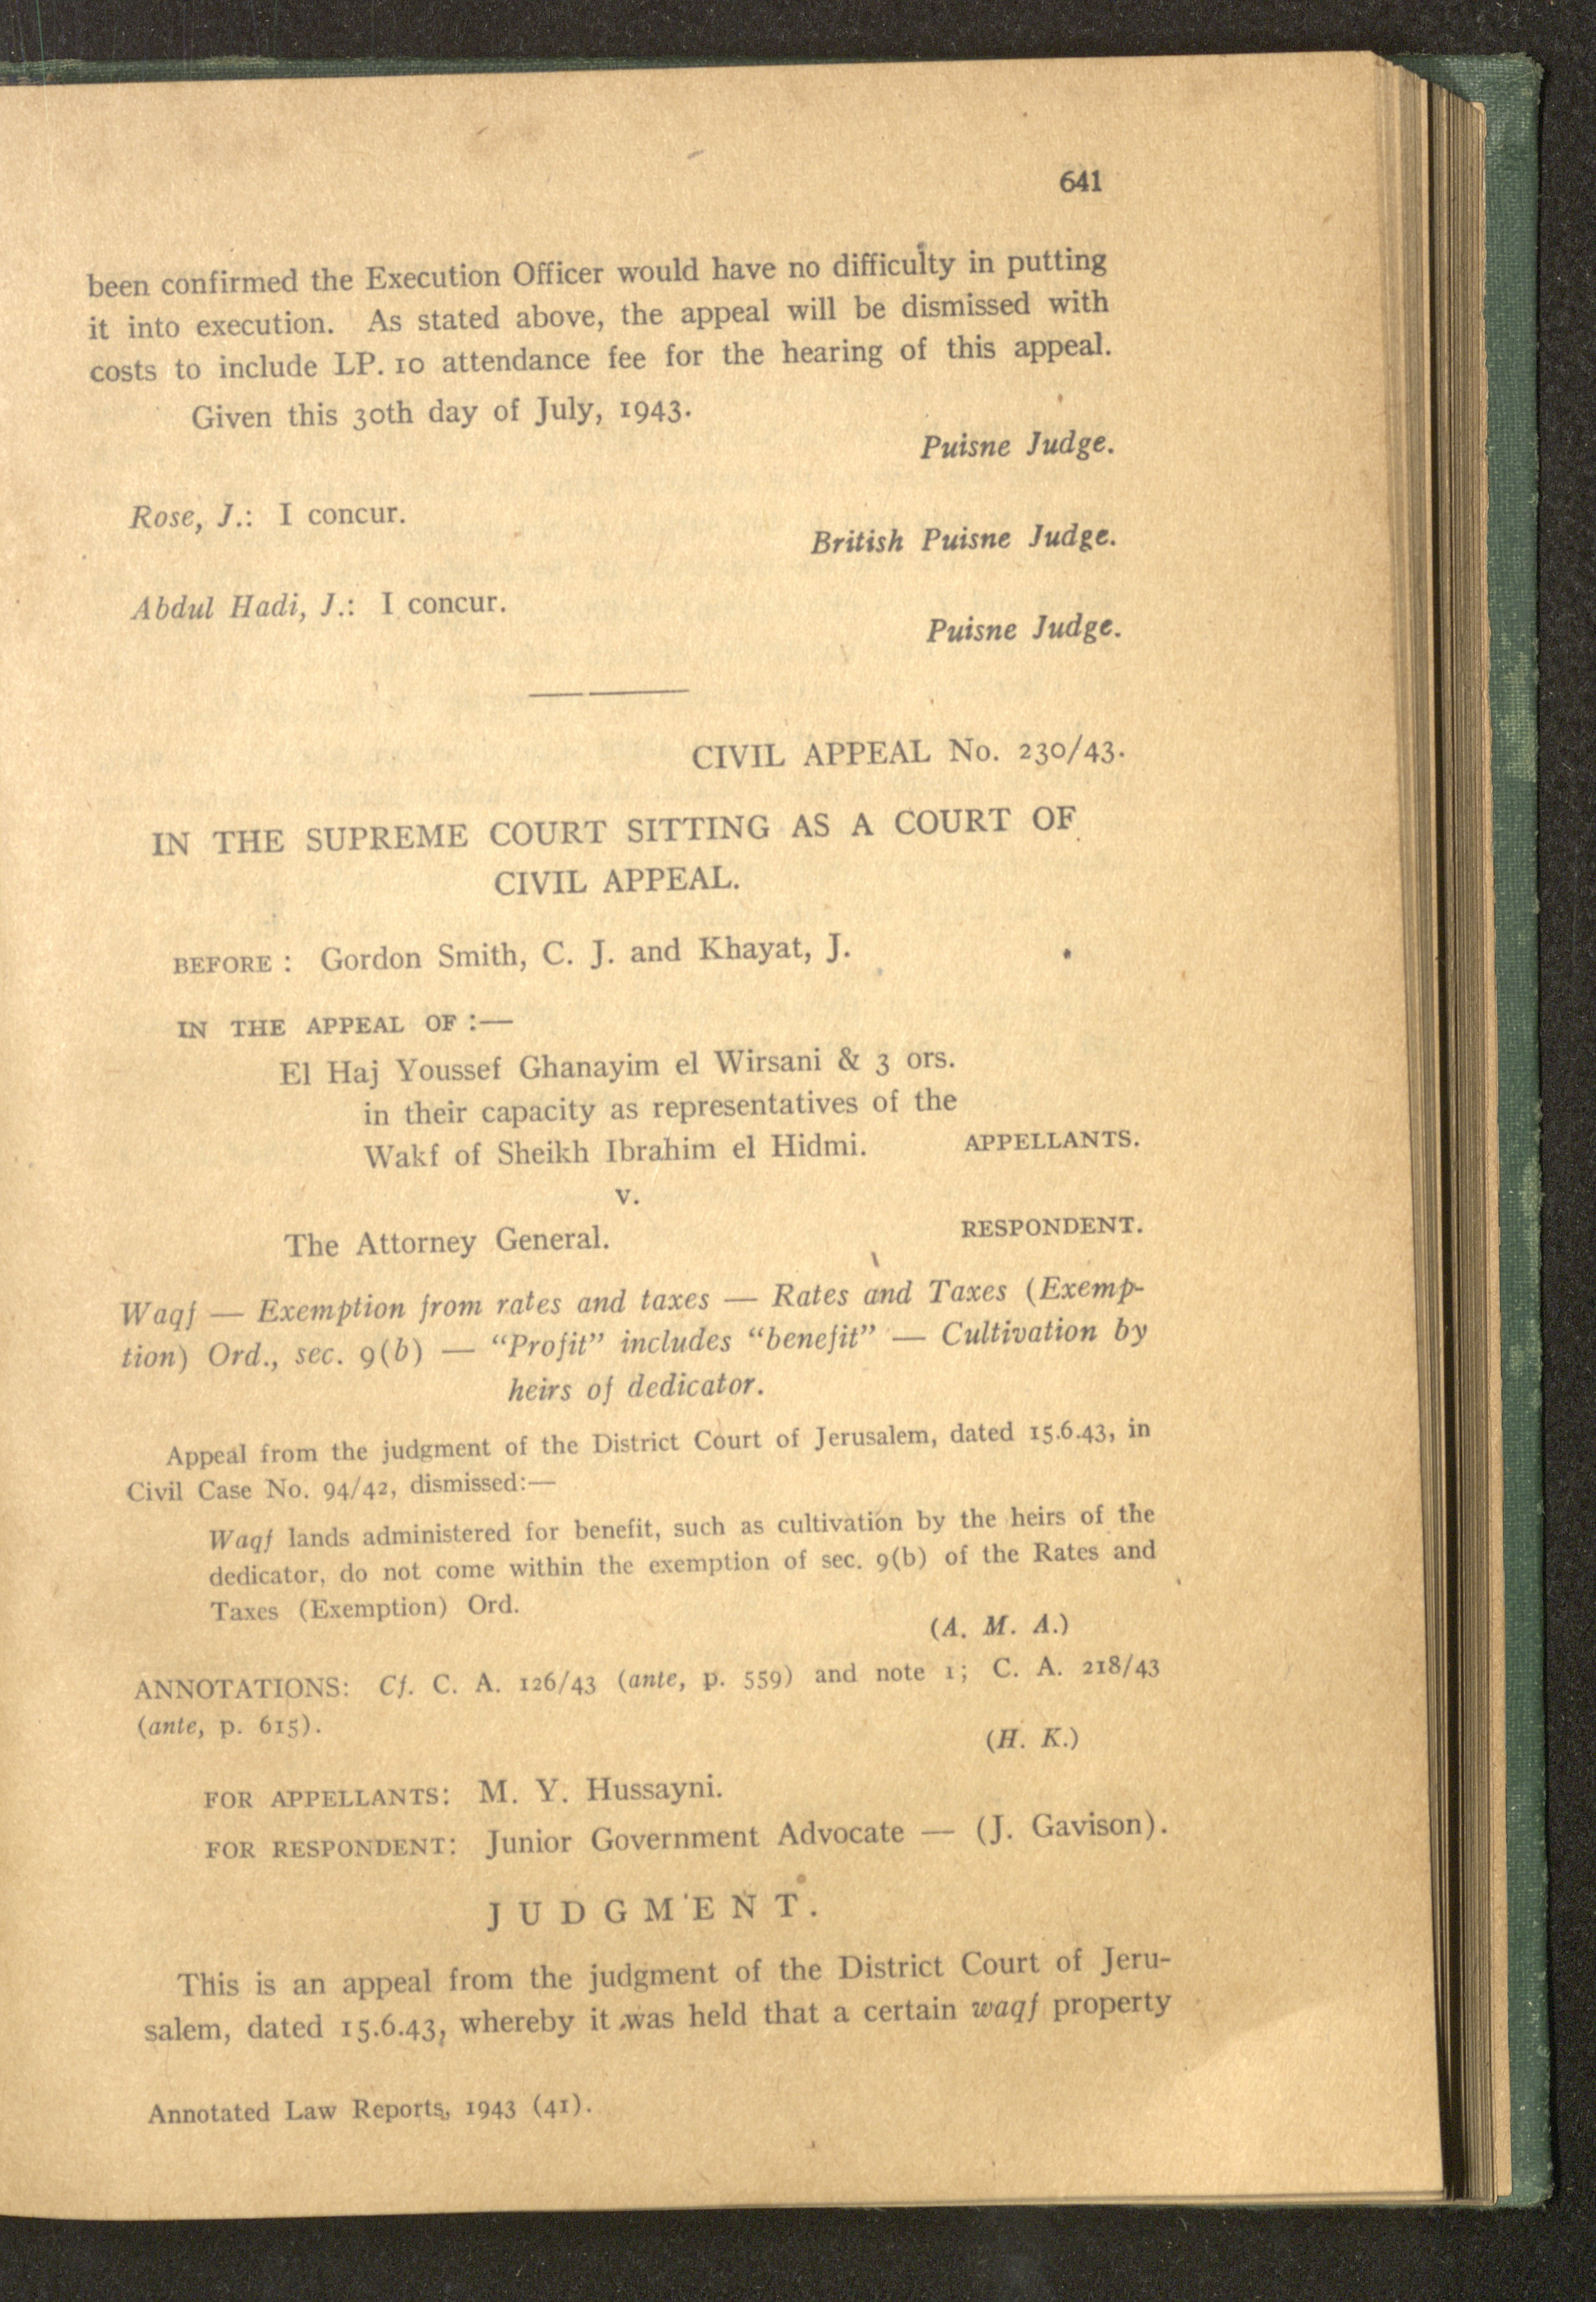 641
been confirmed the Execution Officer would have no difficulty in putting
it into execution. As stated above, the appeal will be dismissed with
costs to include LP. 10 attendance fee for the hearing of this appeal.
Given this 30th day of July, 1943.
Puisne Judge.
Rose, J.: I concur.
British Puisne Judge.
Abdul Hadi, J.: I concur.
Puisne Judge.
CIVIL APPEAL No. 230/43.
IN THE SUPREME COURT SITTING AS A COURT OF
CIVIL APPEAL.
BEFORE: Gordon Smith, C. J. and Khayat, J.
IN THE APPEAL OF:—
El Haj Youssef Ghanayim el Wirsani & 3 ors.
in their capacity as representatives of the
Wakf of Sheikh Ibrahim el Hidmi. APPELLANTS.
v.
The Attorney General. RESPONDENT.
Waqf — Exemption from rates and taxes — Rates and Taxes (Exemp-
tion) Ord., sec. 9(b) — “Profit” includes “benefit” — Cultivation by
heirs of dedicator.
Appeal from the judgment of the District Court of Jerusalem, dated 15.6.43, in
Civil Case No. 94/42, dismissed:—
Waqf lands administered for benefit, such as cultivation by the heirs of the
dedicator, do not come within the exemption of sec. 9(b) of the Rates and
Taxes (Exemption) Ord.
(A. M. A.)
ANNOTATIONS: Cf. C. A. 126/43 (ante, p. 559) and note 1; C. A. 218/43
(ante, p. 615).
(H. K.)
FOR APPELLANTS: M. Y. Hussayni.
FOR RESPONDENT: Junior Government Advocate — (J. Gavison).
JUDGMENT.
This is an appeal from the judgment of the District Court of Jeru-
salem, dated 15.6.43, whereby it was held that a certain waqf property
Annotated Law Reports, 1943 (41).